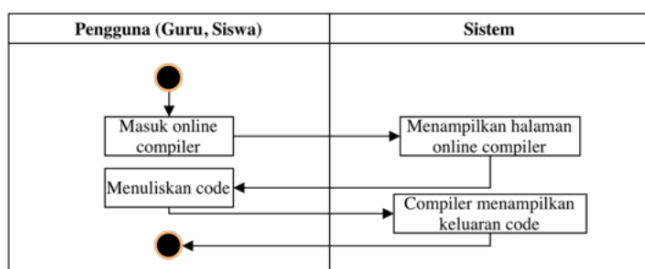 Pengguna (Guru, Siswa)
Sistem
Masuk online
compiler
Menampilkan halaman
online compiler
Menuliskan code
Compiler menampilkan
keluaran code